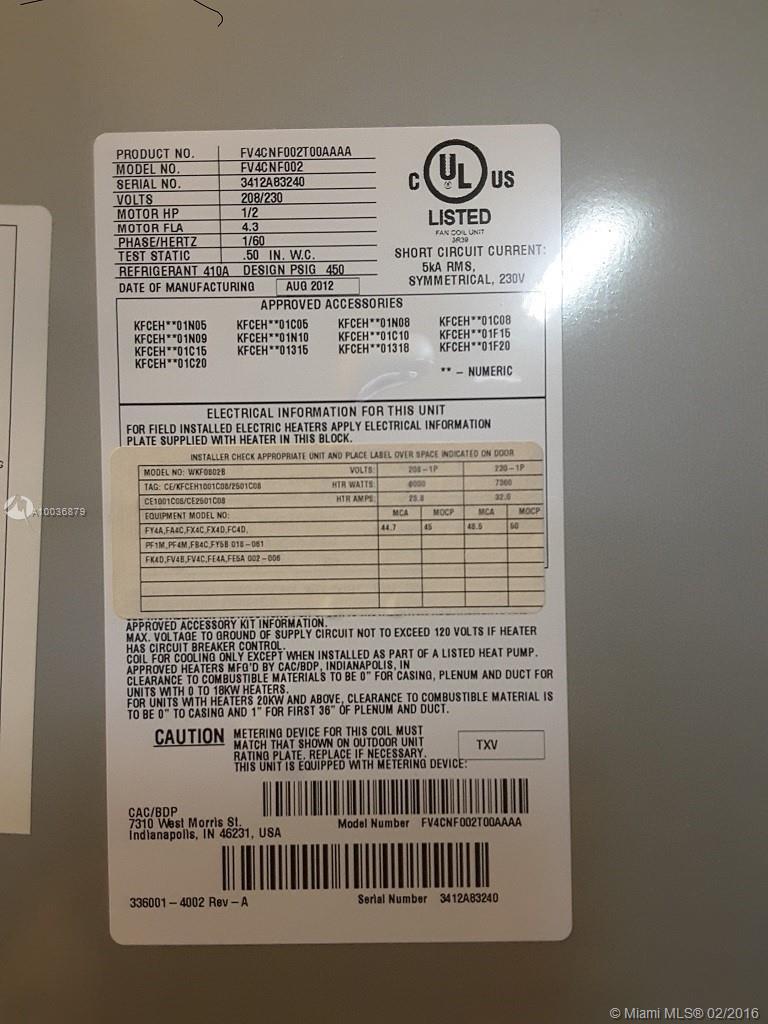 PRODUCT NO. FV4CNF002T00AAAA
MODEL NO. FV4CNF002
SERIAL NO. 3412A83240
VOLTS 208/230
MOTOR HP 1/2
MOTOR FLA 4.3
PHASE/HERTZ 1/60
TEST STATIC .50 IN. W.C.
REFRIGERANT 410A DESIGN PSIG 450
DATE OF MANUFACTURING AUG 2012
C UL US
LISTED
FAN COIL UNIT
SHORT CIRCUIT CURRENT:
5kA RMS,
SYMMETRICAL, 230V
APPROVED ACCESSORIES
KFCEH**01N05 KFCEH**01C05 KFCEH**01N08 KFCEH**01C08
KFCEH**01N09 KFCEH**01N10 KFCEH**01C10 KFCEH**01F15
KFCEH**01C15 KFCEH**01315 KFCEH**01318 KFCEH**01F20
KFCEH**01C20
** - NUMERIC
ELECTRICAL INFORMATION FOR THIS UNIT
FOR FIELD INSTALLED ELECTRIC HEATERS APPLY ELECTRICAL INFORMATION
PLATE SUPPLIED WITH HEATER IN THIS BLOCK.
INSTALLER CHECK APPROPRIATE UNIT AND PLACE LABEL OVER SPACE INDICATED ON DOOR
MODEL NO: WKF0802B VOLTS: 208-1P 230-1P
TAG: CE/KFCEH1001C08/2501C08 HTR WATTS:
CE1001C08/CE2501C08 HTR AMPS:
EQUIPMENT MODEL NO: MCA MOCP MCA MOCP
FY4A,FA4C,FX4C,FX4D,FC4D, 44.7 45 48.5 50
PF1M,PF4M,FB4C,FY5B 018-061
FK4D,FV4B,FV4C,FE4A,FE5A 002-006
APPROVED ACCESSORY KIT INFORMATION.
MAX. VOLTAGE TO GROUND OF SUPPLY CIRCUIT NOT TO EXCEED 120 VOLTS IF HEATER
HAS CIRCUIT BREAKER CONTROL.
COIL FOR COOLING ONLY EXCEPT WHEN INSTALLED AS PART OF A LISTED HEAT PUMP.
APPROVED HEATERS MFG'D BY CAC/BDP, INDIANAPOLIS, IN
CLEARANCE TO COMBUSTIBLE MATERIALS TO BE 0" FOR CASING, PLENUM AND DUCT FOR
UNITS WITH 0 TO 18KW HEATERS.
FOR UNITS WITH HEATERS 20KW AND ABOVE, CLEARANCE TO COMBUSTIBLE MATERIAL IS
TO BE 0" TO CASING AND 1" FOR FIRST 36" OF PLENUM AND DUCT.
CAUTION METERING DEVICE FOR THIS COIL MUST
MATCH THAT SHOWN ON OUTDOOR UNIT
RATING PLATE. REPLACE IF NECESSARY.
THIS UNIT IS EQUIPPED WITH METERING DEVICE:
TXV
CAC/BDP
7310 West Morris St.
Indianapolis, IN 46231, USA
Model Number FV4CNF002T00AAAA
336001-4002 Rev-A
Serial Number 3412A83240
A10036879
© Miami MLS® 02/2016